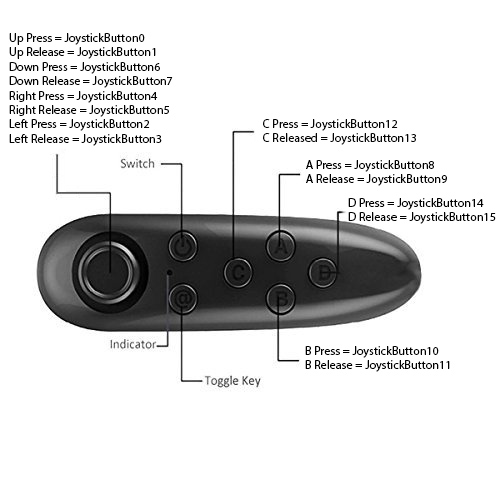 Up Press = JoystickButton0
Up Release = JoystickButton1
Down Press = JoystickButton6
Down Release = JoystickButton7
Right Press = JoystickButton4
Right Release = JoystickButton5
Left Press = JoystickButton2
Left Release = JoystickButton3
C Press = JoystickButton12
C Released = JoystickButton13
Switch
A Press = JoystickButton8
A Release = JoystickButton9
D Press = JoystickButton14
D Release = JoystickButton15
A
C
D
@
B
Indicator
B Press = JoystickButton10
B Release = JoystickButton11
Toggle Key